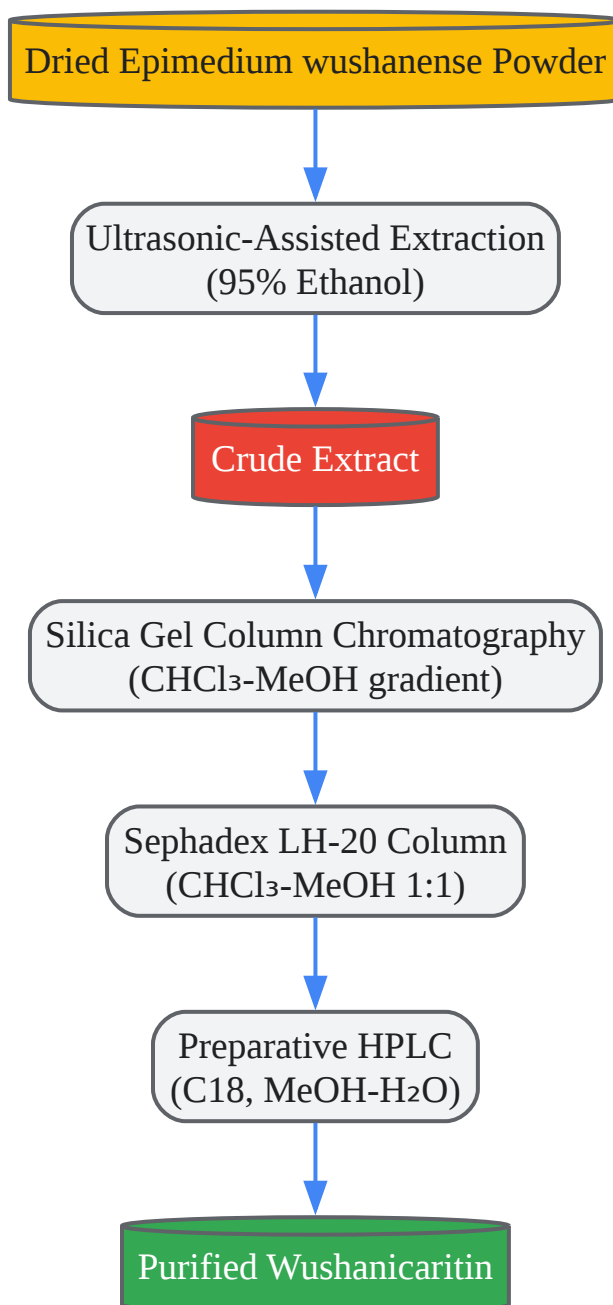 Dried Epimedium wushanense Powder
Ultrasonic-Assisted Extraction
(95% Ethanol)
Crude Extract
Silica Gel Column Chromatography
(CHCl₃-MeOH gradient)
Sephadex LH-20 Column
(CHCl₃-MeOH 1:1)
Preparative HPLC
(C18, MeOH-H₂O)
Purified Wushanicaritin